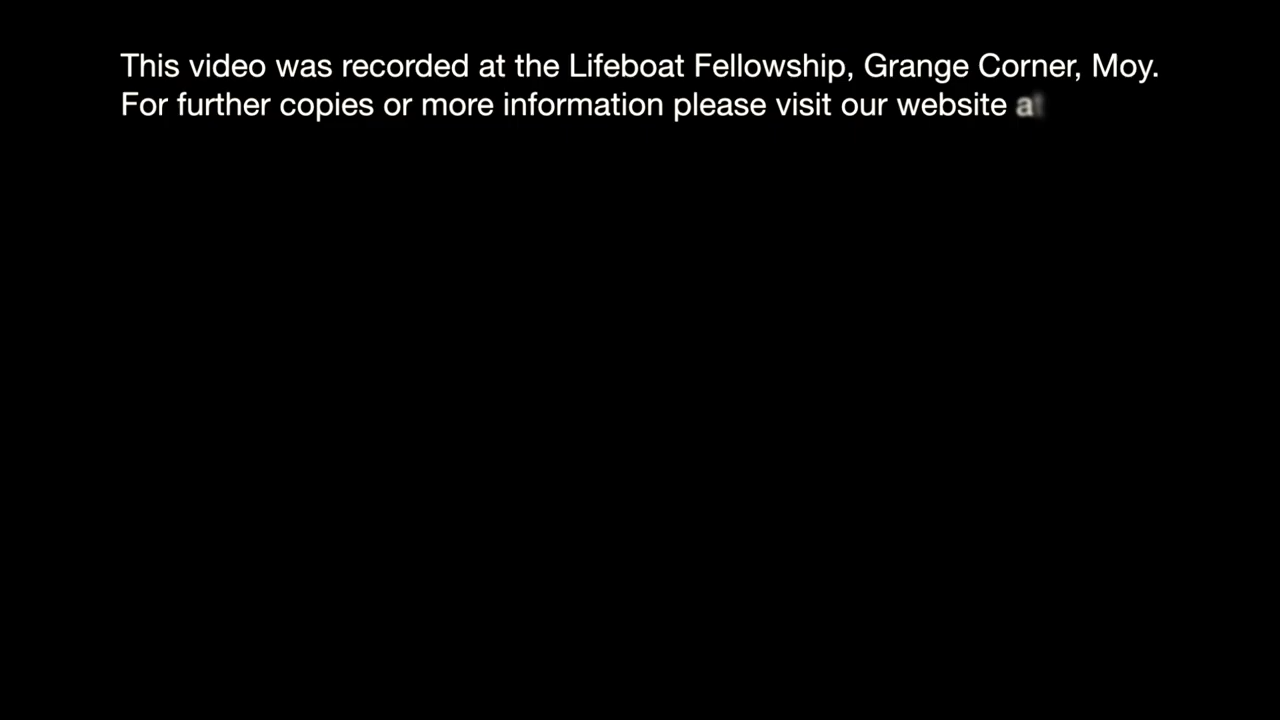 This video was recorded at the Lifeboat Fellowship, Grange Corner, Moy.
For further copies or more information please visit our website at